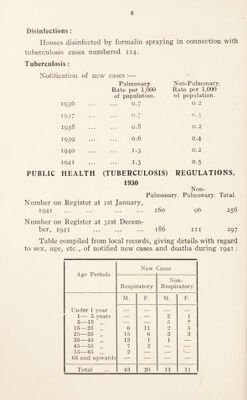 8
Disinfections:
Houses disinfected by formalin spraying in connection with
tuberculosis cases numbered 114.
Tuberculosis:
Notification of new cases:—
Pulmonary Non-Pulmonary.
Rate per 1,000 Rate per 1,000
of population. of population.
1936 ... ... 0.7 0.2
1937 ... ... 0.7 0.3
1938 ... ... 0.8 0.2
1939 ... ... 0.6 0.4
1940 ... ... 1.3 0.2
1941 ... ... 1.3 0.5
PUBLIC HEALTH (TUBERCULOSIS) REGULATIONS,
1930
Non-
Pulmonary. Pulmonary. Total.
Number on Register at 1st January,
1941 ... ... ... ... 160 96 256
Number on Register at 31st Decem-
ber, 1941 ... ... ... 186 111 297
Table compiled from local records, giving details with regard
to sex, age, etc., of notified new cases and deaths during 1941:
New Cases
Age Periods
Respiratory Non-Respiratory
M. F. M. F.
Under 1 year — — — —
1— 5 years — — 2 1
5—15 ,, — — 5
15—25 ,, 6 11 2 5
25—35 ,, 15 6 3 3
35—45 ,, 13 1 1 —
45—55 ,, 7 2 — —
55—65 ,, 2 — — —
65 and upwards — — — —
Total ... 43 20 13 11